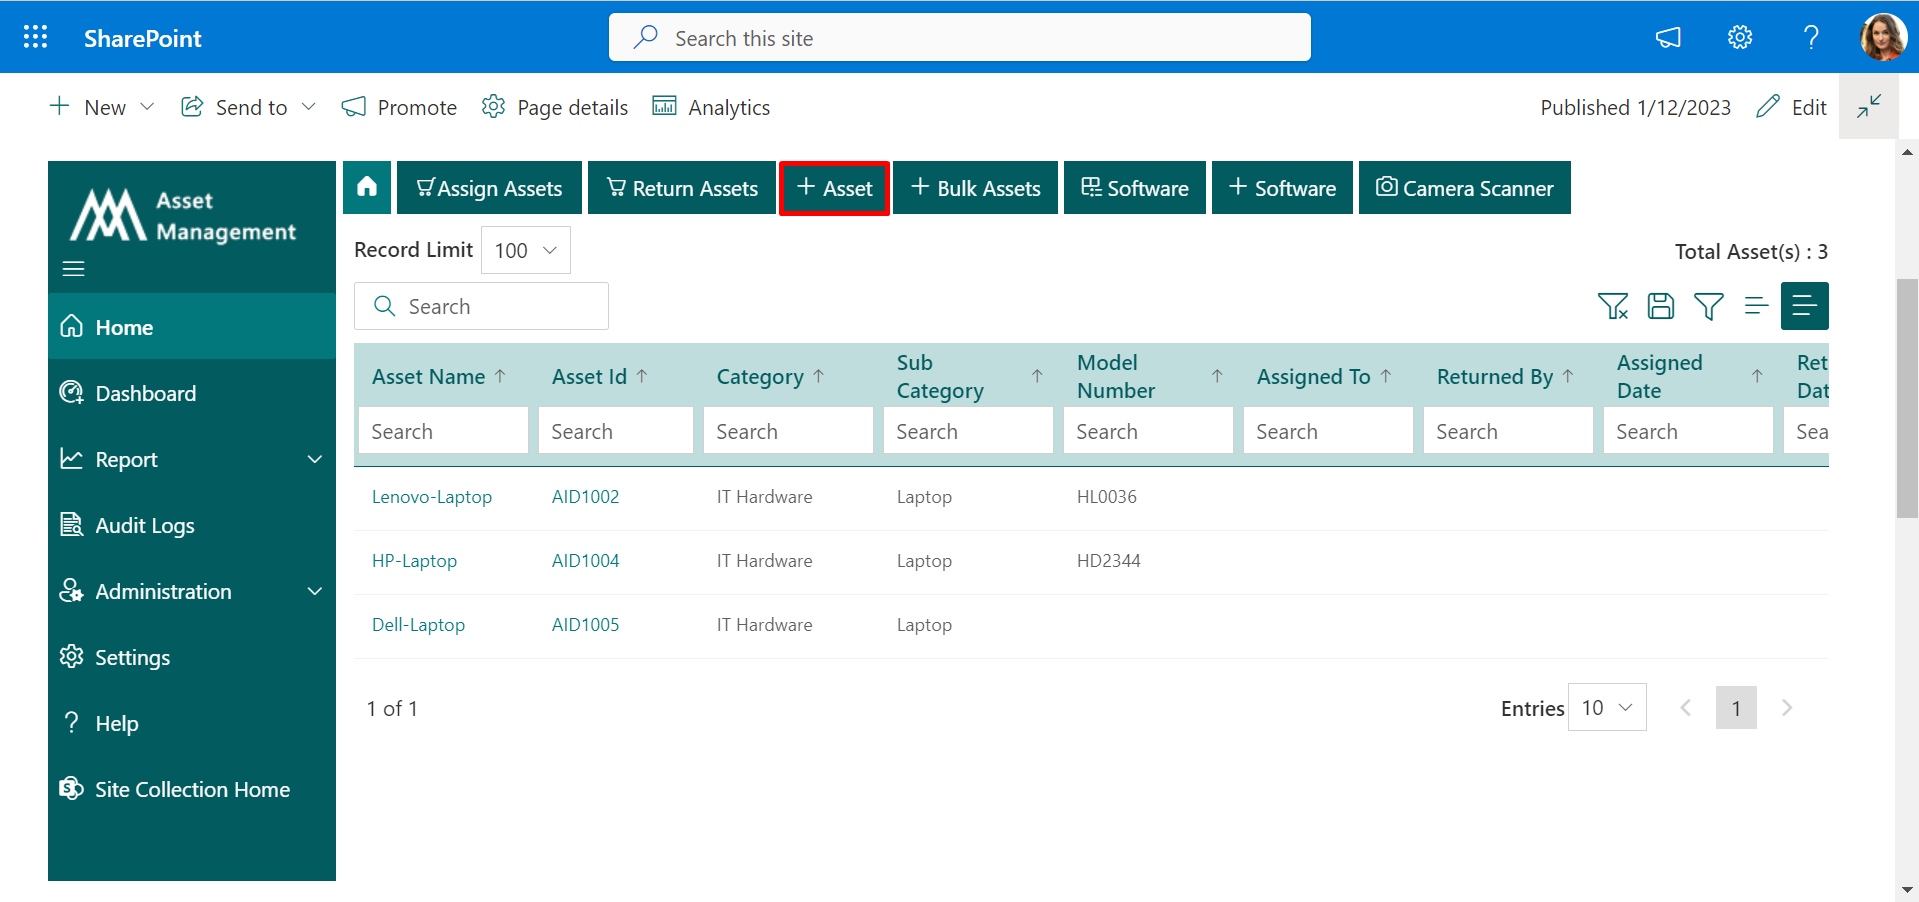 SharePoint
Search this site
New
Send to
Promote
Page details
Analytics
Published 1/12/2023
Edit
Asset
Management
Home
Dashboard
Report
Audit Logs
Administration
Settings
Help
Site Collection Home
Assign Assets
Return Assets
+ Asset
+ Bulk Assets
Software
+ Software
Camera Scanner
Record Limit 100
Total Asset(s) : 3
Search
Asset Name ↑ Asset Id ↑ Category ↑ Sub Category ↑ Model Number ↑ Assigned To ↑ Returned By ↑ Assigned Date ↑ Ret Dat
Search Search Search Search Search Search Search Search Sea
Lenovo-Laptop AID1002 IT Hardware Laptop HL0036
HP-Laptop AID1004 IT Hardware Laptop HD2344
Dell-Laptop AID1005 IT Hardware Laptop
1 of 1
Entries 10
1